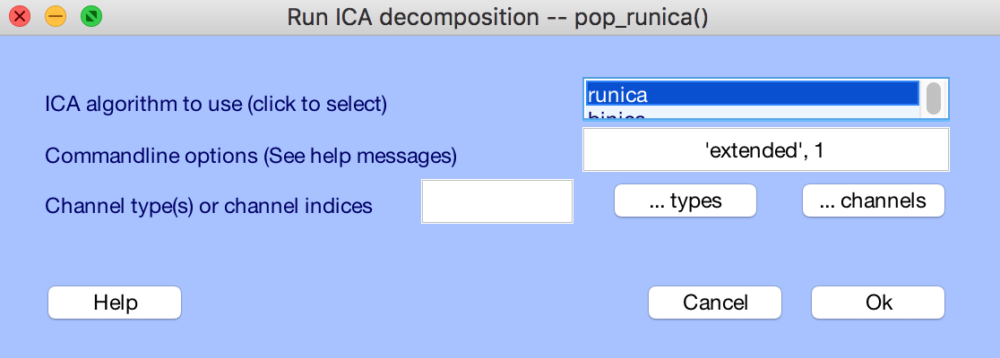 Run ICA decomposition -- pop_runica()
ICA algorithm to use (click to select)
runica
binica
Commandline options (See help messages)
'extended', 1
Channel type(s) or channel indices
... types
... channels
Help
Cancel
Ok